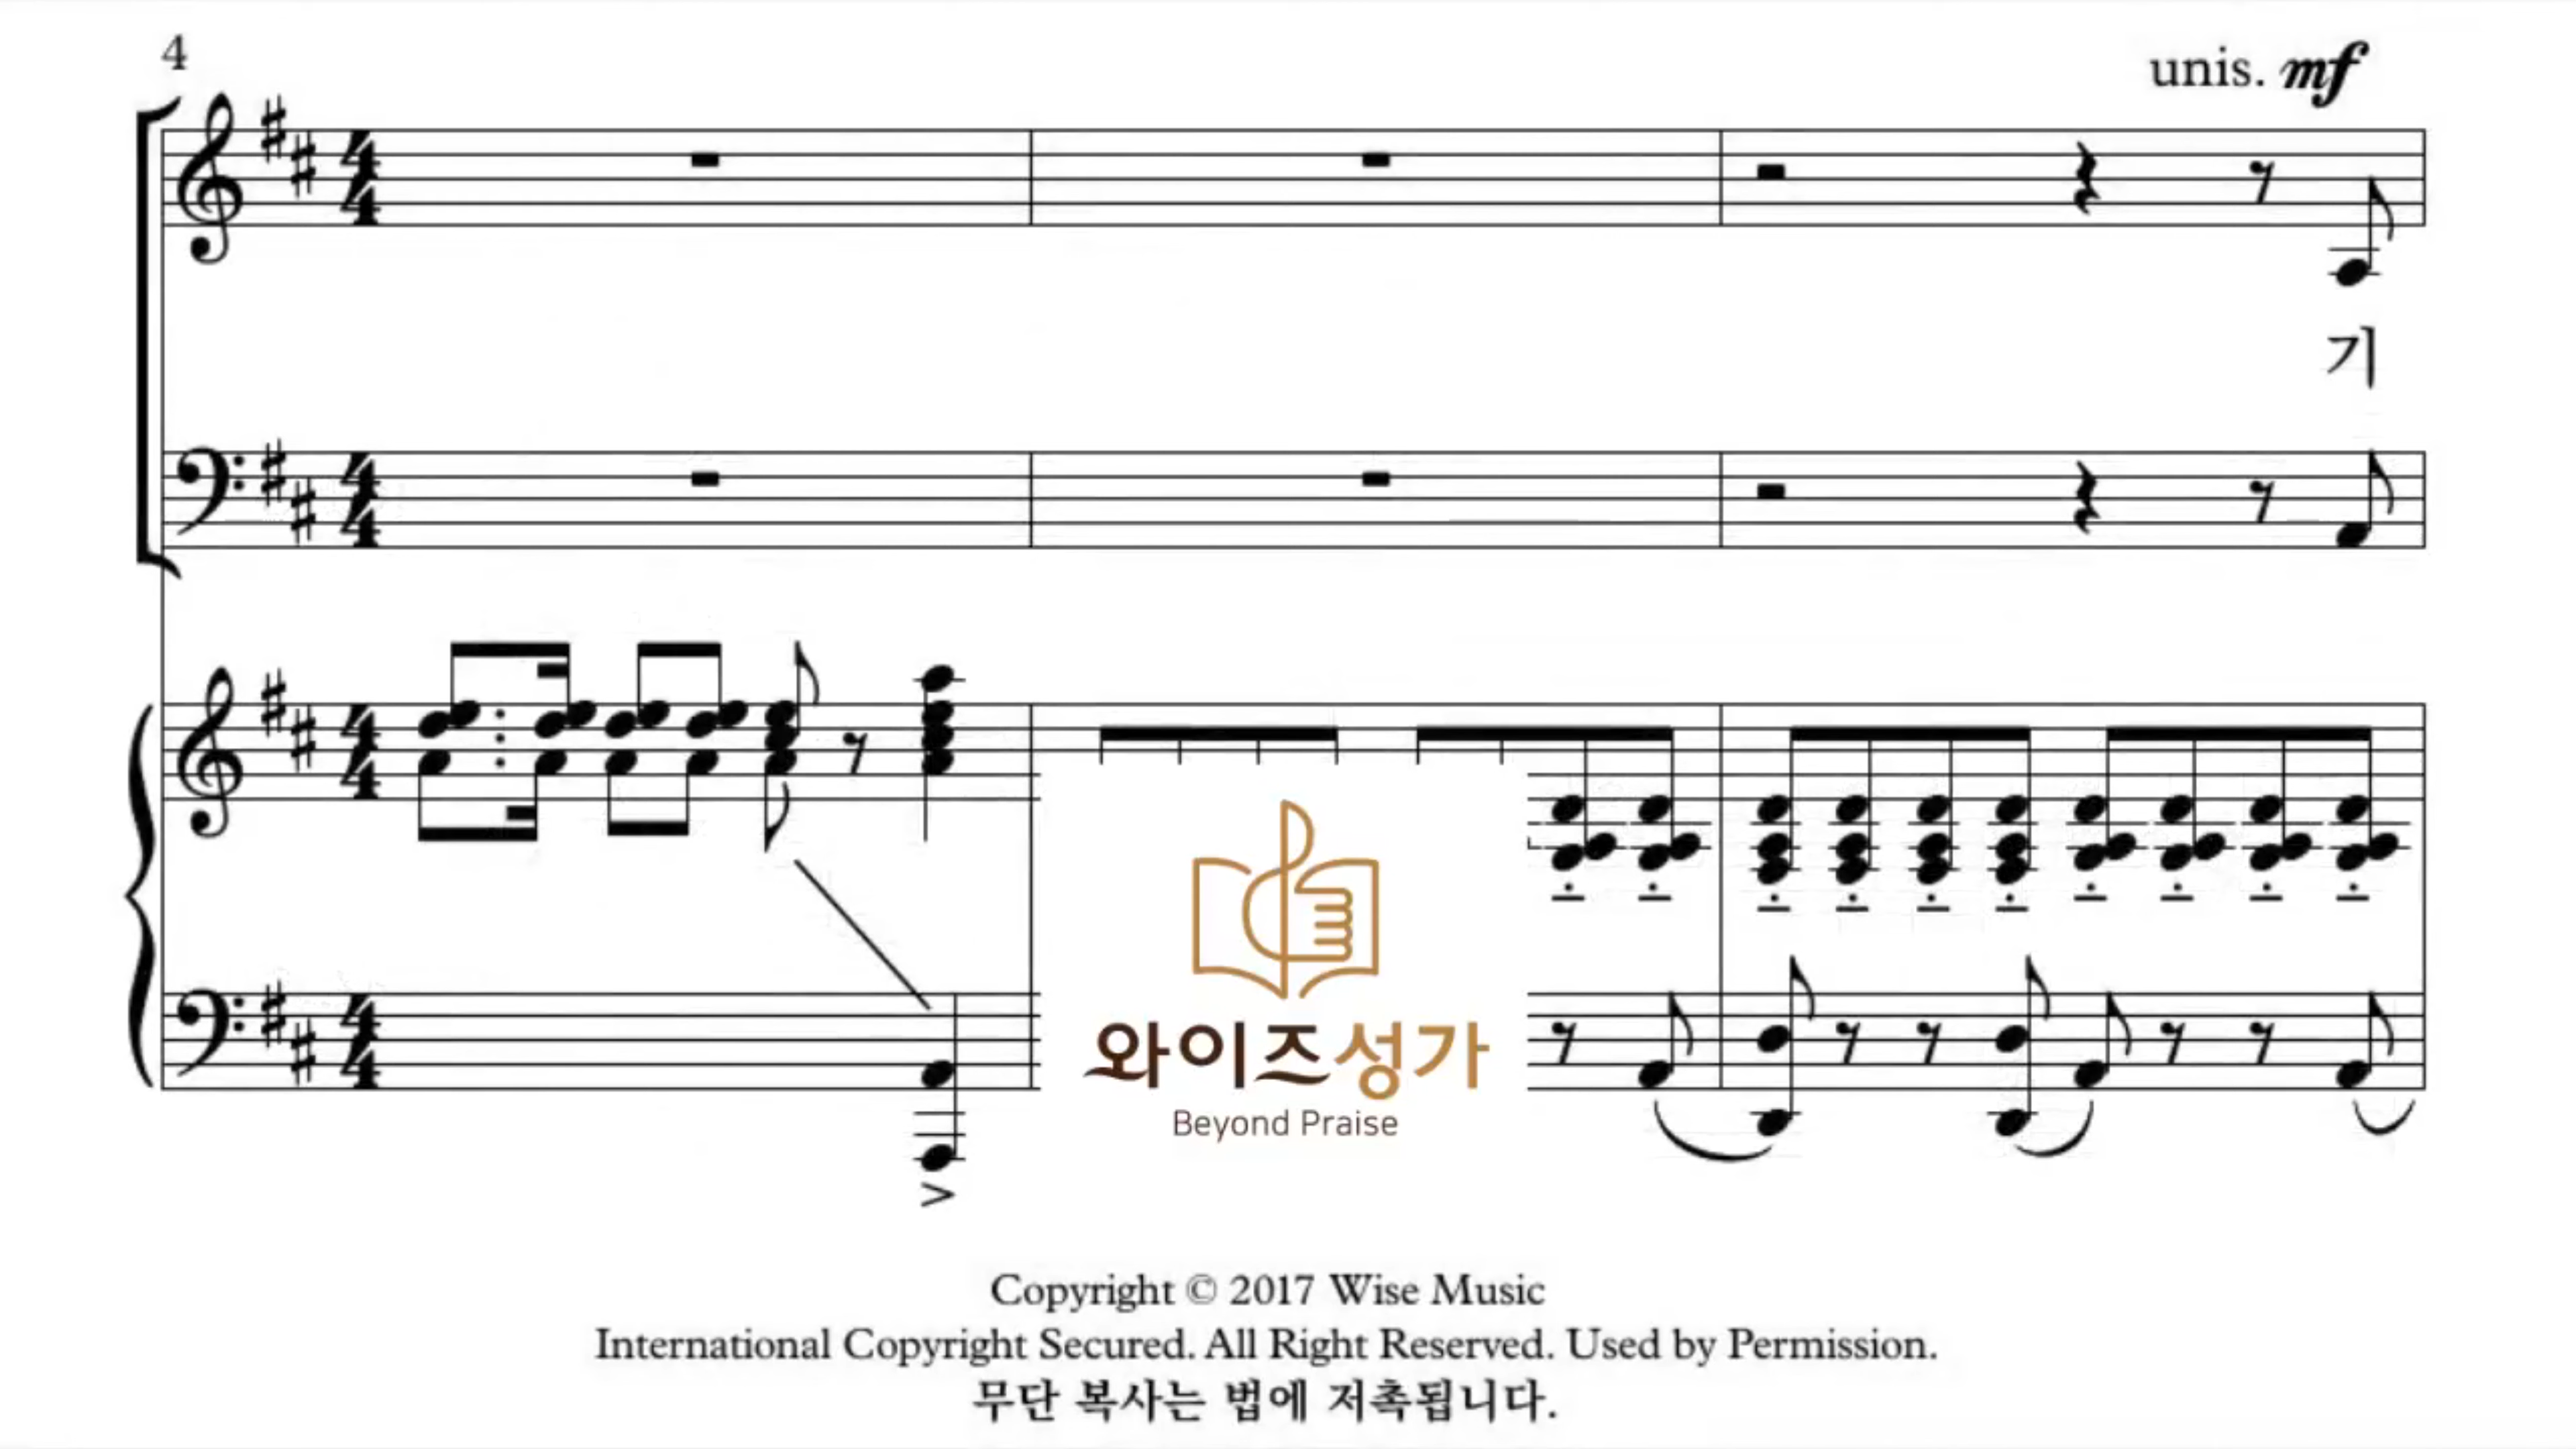 4
unis. mf
기
와이즈성가
Beyond Praise
Copyright © 2017 Wise Music
International Copyright Secured. All Right Reserved. Used by Permission.
무단 복사는 법에 저촉됩니다.